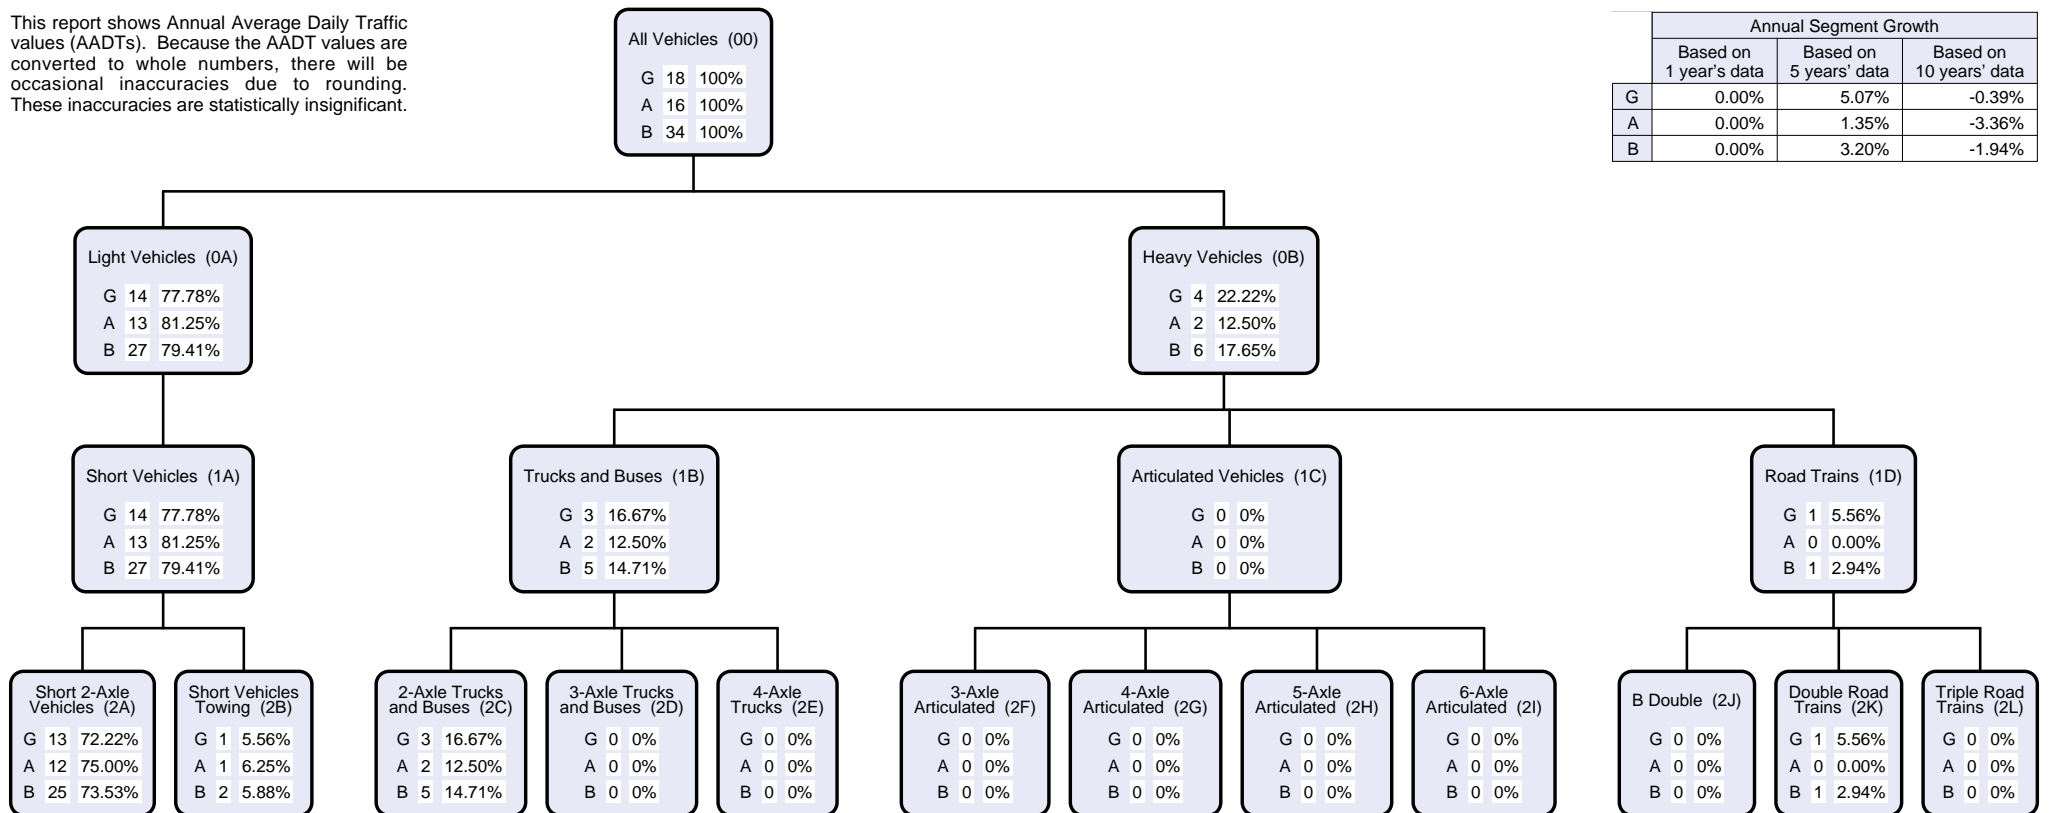 This report shows Annual Average Daily Traffic
values (AADTs). Because the AADT values are
converted to whole numbers, there will be
occasional inaccuracies due to rounding.
These inaccuracies are statistically insignificant.
All Vehicles (00)
G 18 100%
A 16 100%
B 34 100%
Annual Segment Growth
Based on 1 year's data Based on 5 years' data Based on 10 years' data
G 0.00% 5.07% -0.39%
A 0.00% 1.35% -3.36%
B 0.00% 3.20% -1.94%
Light Vehicles (0A)
G 14 77.78%
A 13 81.25%
B 27 79.41%
Heavy Vehicles (0B)
G 4 22.22%
A 2 12.50%
B 6 17.65%
Short Vehicles (1A)
G 14 77.78%
A 13 81.25%
B 27 79.41%
Trucks and Buses (1B)
G 3 16.67%
A 2 12.50%
B 5 14.71%
Articulated Vehicles (1C)
G 0 0%
A 0 0%
B 0 0%
Road Trains (1D)
G 1 5.56%
A 0 0.00%
B 1 2.94%
Short 2-Axle
Vehicles (2A)
G 13 72.22%
A 12 75.00%
B 25 73.53%
Short Vehicles
Towing (2B)
G 1 5.56%
A 1 6.25%
B 2 5.88%
2-Axle Trucks
and Buses (2C)
G 3 16.67%
A 2 12.50%
B 5 14.71%
3-Axle Trucks
and Buses (2D)
G 0 0%
A 0 0%
B 0 0%
4-Axle
Trucks (2E)
G 0 0%
A 0 0%
B 0 0%
3-Axle
Articulated (2F)
G 0 0%
A 0 0%
B 0 0%
4-Axle
Articulated (2G)
G 0 0%
A 0 0%
B 0 0%
5-Axle
Articulated (2H)
G 0 0%
A 0 0%
B 0 0%
6-Axle
Articulated (2I)
G 0 0%
A 0 0%
B 0 0%
B Double (2J)
G 0 0%
A 0 0%
B 0 0%
Double Road
Trains (2K)
G 1 5.56%
A 0 0.00%
B 1 2.94%
Triple Road
Trains (2L)
G 0 0%
A 0 0%
B 0 0%